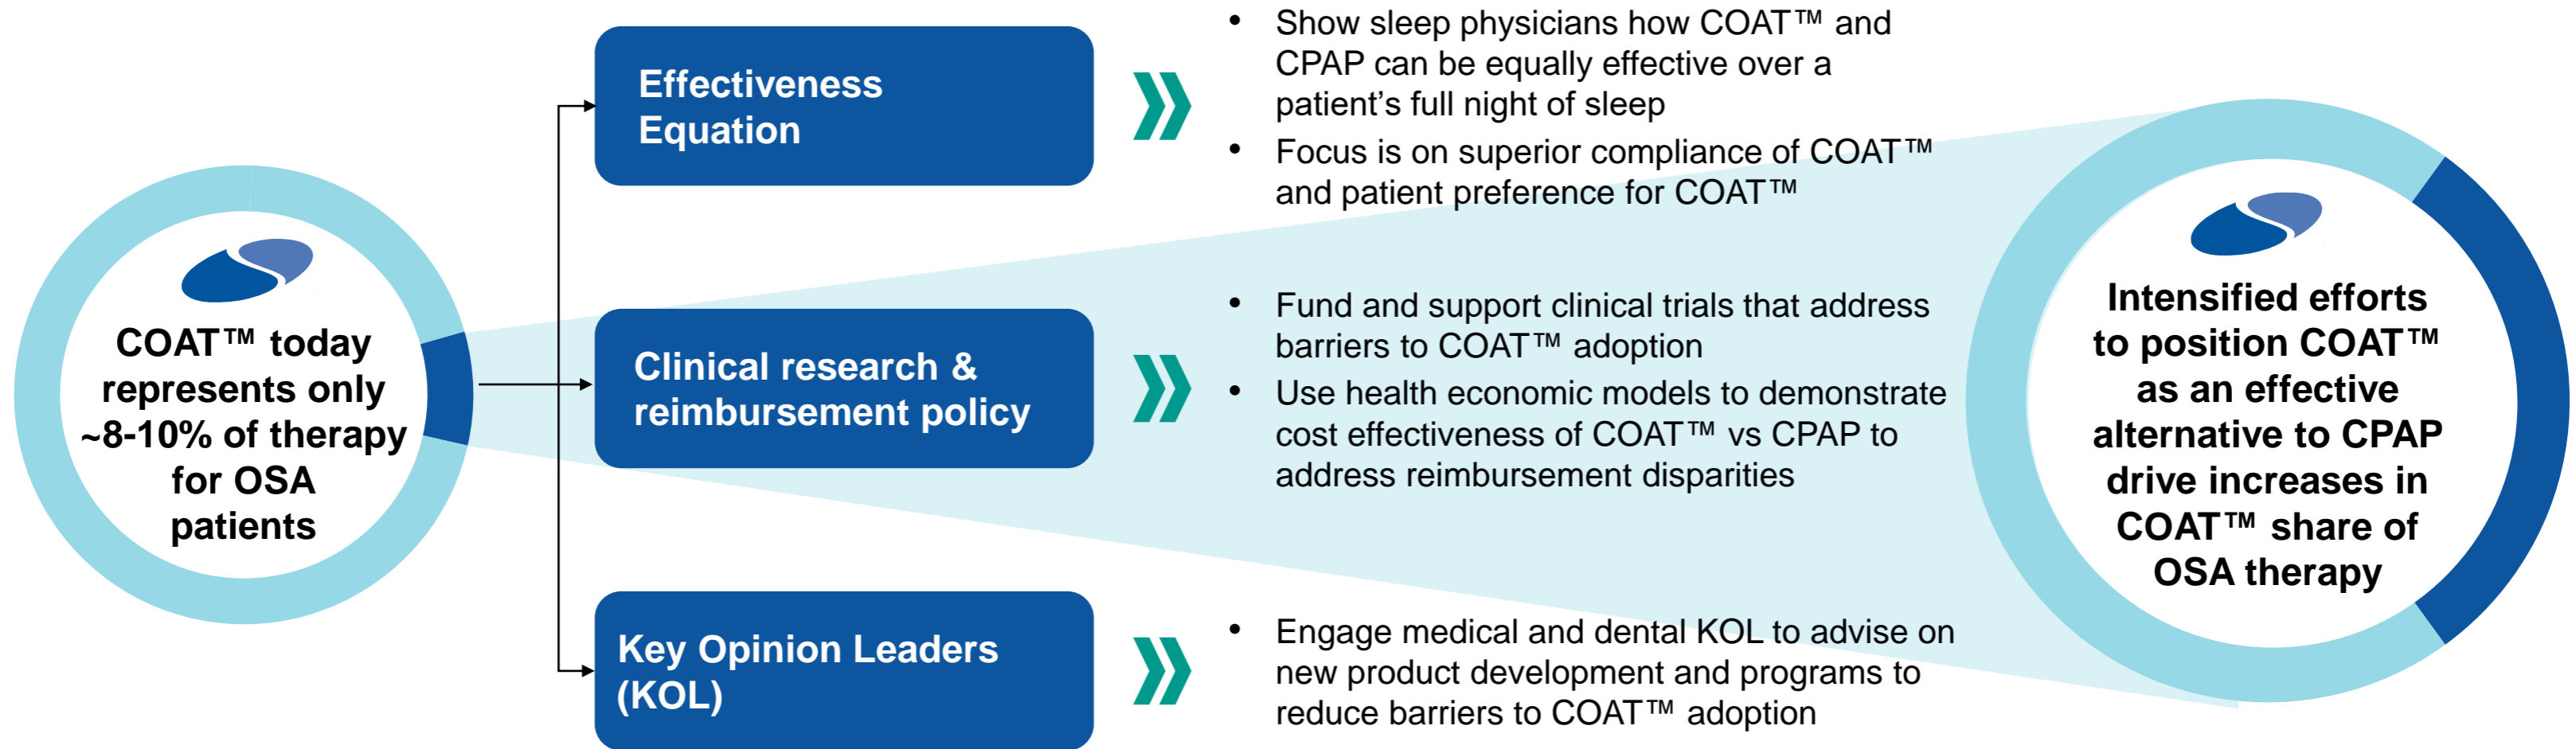 COAT™ today
represents only
~8-10% of therapy
for OSA
patients
Effectiveness
Equation
• Show sleep physicians how COAT™ and
CPAP can be equally effective over a
patient’s full night of sleep
• Focus is on superior compliance of COAT™
and patient preference for COAT™
Clinical research &
reimbursement policy
• Fund and support clinical trials that address
barriers to COAT™ adoption
• Use health economic models to demonstrate
cost effectiveness of COAT™ vs CPAP to
address reimbursement disparities
Key Opinion Leaders
(KOL)
• Engage medical and dental KOL to advise on
new product development and programs to
reduce barriers to COAT™ adoption
Intensified efforts
to position COAT™
as an effective
alternative to CPAP
drive increases in
COAT™ share of
OSA therapy